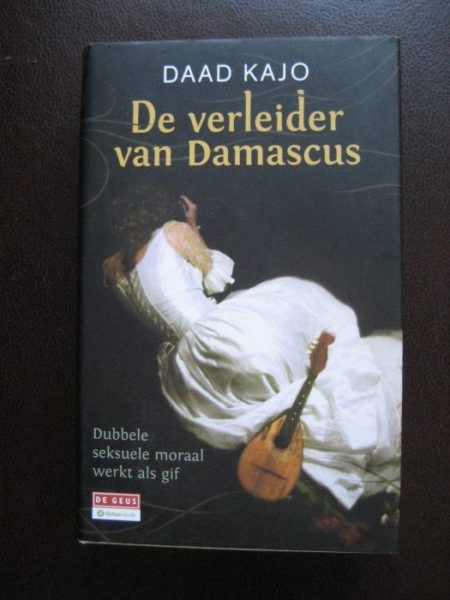 DAAD KAJO
De verleider
van Damascus
Dubbele
seksuele moraal
werkt als gif
DE GEUS